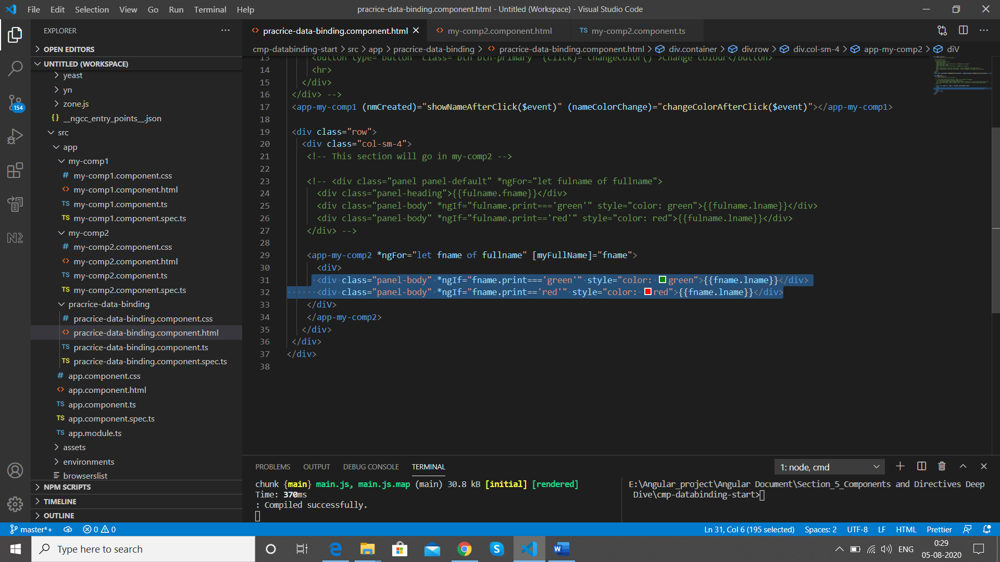 File Edit Selection View Go Run Terminal Help
pracrice-data-binding.component.html - Untitled (Workspace) - Visual Studio Code
EXPLORER
OPEN EDITORS
UNTITLED (WORKSPACE)
yeast
yn
zone.js
{} __ngcc_entry_points__.json
src
app
my-comp1
# my-comp1.component.css
<> my-comp1.component.html
TS my-comp1.component.ts
TS my-comp1.component.spec.ts
my-comp2
# my-comp2.component.css
<> my-comp2.component.html
TS my-comp2.component.ts
TS my-comp2.component.spec.ts
pracrice-data-binding
# pracrice-data-binding.component.css
<> pracrice-data-binding.component.html
TS pracrice-data-binding.component.ts
TS pracrice-data-binding.component.spec.ts
# app.component.css
<> app.component.html
TS app.component.ts
TS app.component.spec.ts
TS app.module.ts
assets
environments
browserslist
NPM SCRIPTS
TIMELINE
OUTLINE
154
<> pracrice-data-binding.component.html
<> my-comp2.component.html
TS my-comp2.component.ts
cmp-databinding-start > src > app > pracrice-data-binding > <> pracrice-data-binding.component.html > div.container > div.row > div.col-sm-4 > app-my-comp2 > diV
13 <button type="button" class="btn btn-primary" (click)="changecolor()">Change colour</button>
14 <hr>
15 </div>
16 </div> -->
17 <app-my-comp1 (nmCreated)="showNameAfterClick($event)" (nameColorChange)="changeColorAfterClick($event)"></app-my-comp1>
18
19 <div class="row">
20 <div class="col-sm-4">
21 <!-- This section will go in my-comp2 -->
22
23 <!-- <div class="panel panel-default" *ngFor="let fulname of fullname">
24 <div class="panel-heading">{{fulname.fname}}</div>
25 <div class="panel-body" *ngIf="fulname.print==='green'" style="color: green">{{fulname.lname}}</div>
26 <div class="panel-body" *ngIf="fulname.print=='red'" style="color: red">{{fulname.lname}}</div>
27 </div> -->
28
29 <app-my-comp2 *ngFor="let fname of fullname" [myFullName]="fname">
30 <diV>
31 <div class="panel-body" *ngIf="fname.print==='green'" style="color: green">{{fname.lname}}</div>
32 <div class="panel-body" *ngIf="fname.print=='red'" style="color: red">{{fname.lname}}</div>
33 </diV>
34 </app-my-comp2>
35 </div>
36 </div>
37 </div>
38
PROBLEMS OUTPUT DEBUG CONSOLE TERMINAL
1: node, cmd
chunk {main} main.js, main.js.map (main) 30.8 kB [initial] [rendered]
Time: 370ms
: Compiled successfully.
E:\Angular_project\Angular Document\Section_5_Components and Directives Deep
Dive\cmp-databinding-start>
master*+ 0 0
Ln 31, Col 6 (195 selected) Spaces: 2 UTF-8 LF HTML Prettier
Type here to search
ENG
0:29
05-08-2020